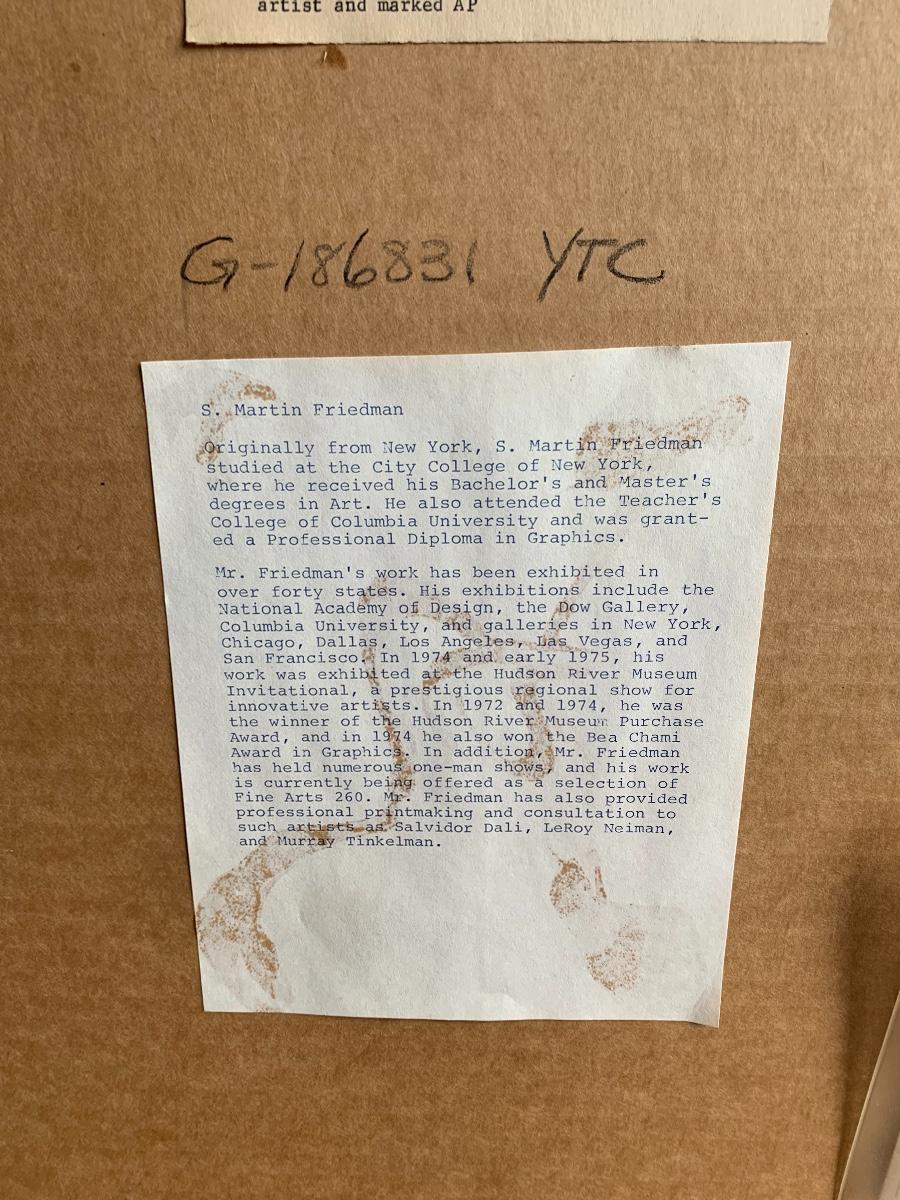 artist and marked AP
G-186831 YTC
S. Martin Friedman
Originally from New York, S. Martin Friedman
studied at the City College of New York,
where he received his Bachelor's and Master's
degrees in Art. He also attended the Teacher's
College of Columbia University and was grant-
ed a Professional Diploma in Graphics.
Mr. Friedman's work has been exhibited in
over forty states. His exhibitions include the
National Academy of Design, the Dow Gallery,
Columbia University, and galleries in New York,
Chicago, Dallas, Los Angeles, Las Vegas, and
San Francisco. In 1974 and early 1975, his
work was exhibited at the Hudson River Museum
Invitational, a prestigious regional show for
innovative artists. In 1972 and 1974, he was
the winner of the Hudson River Museum Purchase
Award, and in 1974 he also won the Bea Chami
Award in Graphics. In addition, Mr. Friedman
has held numerous one-man shows, and his work
is currently being offered as a selection of
Fine Arts 260. Mr. Friedman has also provided
professional printmaking and consultation to
such artists as Salvidor Dali, LeRoy Neiman,
and Murray Tinkelman.